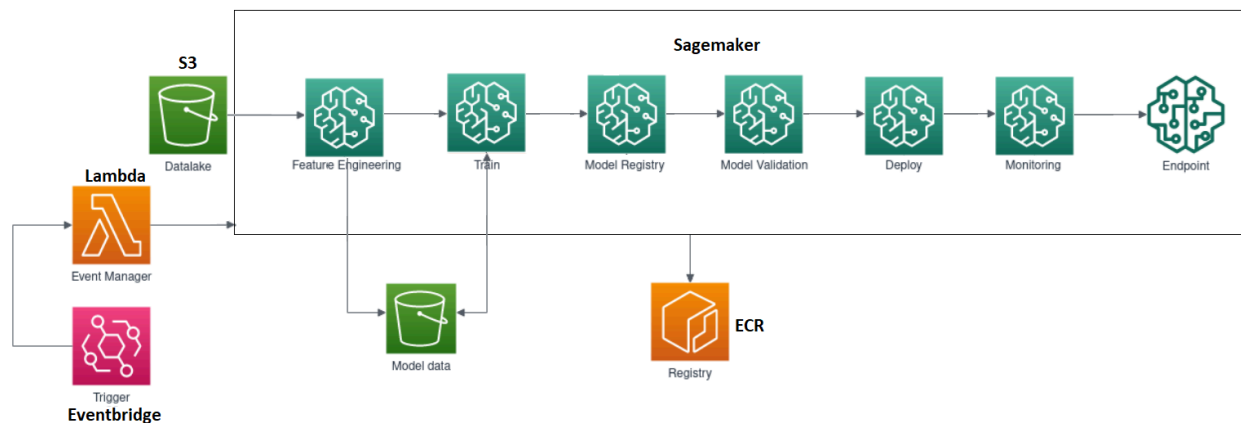 Sagemaker
S3
Datalake
Feature Engineering
Train
Model Registry
Model Validation
Deploy
Monitoring
Endpoint
Lambda
Event Manager
Model data
ECR
Registry
Trigger
Eventbridge